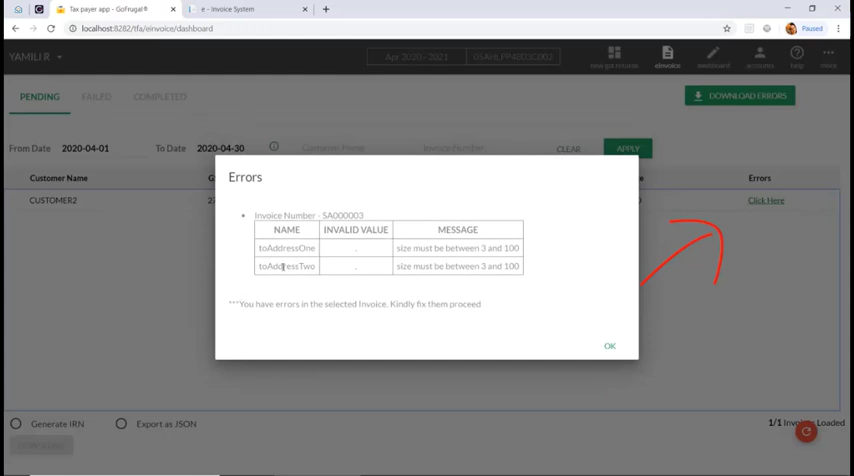 Tax payer app - GoFrugal®
e - Invoice System
localhost:8282/tfa/einvoice/dashboard
Paused
YAMILI R
Apr 2020 - 2021
new gst returns
eInvoice
dashboard
accounts
help
more
PENDING
FAILED
COMPLETED
DOWNLOAD ERRORS
From Date
2020-04-01
To Date
2020-04-30
Customer Name
Invoice Number
CLEAR
APPLY
Customer Name
Errors
CUSTOMER2
Click Here
Errors
Invoice Number - SA000003
NAME INVALID VALUE MESSAGE
toAddressOne . size must be between 3 and 100
toAddressTwo . size must be between 3 and 100
***You have errors in the selected Invoice. Kindly fix them proceed
OK
Generate IRN
Export as JSON
1/1 Loaded